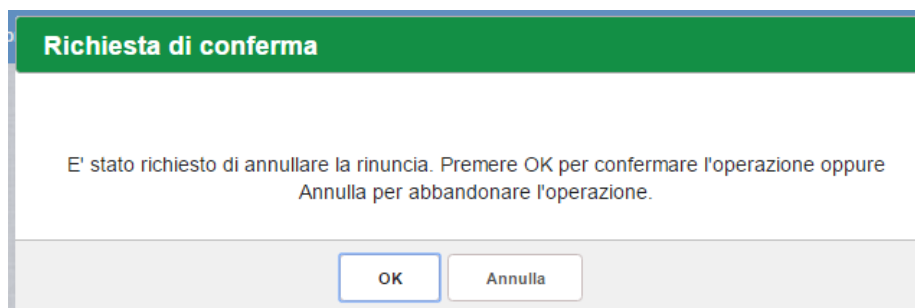 Richiesta di conferma
E' stato richiesto di annullare la rinuncia. Premere OK per confermare l'operazione oppure
Annulla per abbandonare l'operazione.
OK
Annulla